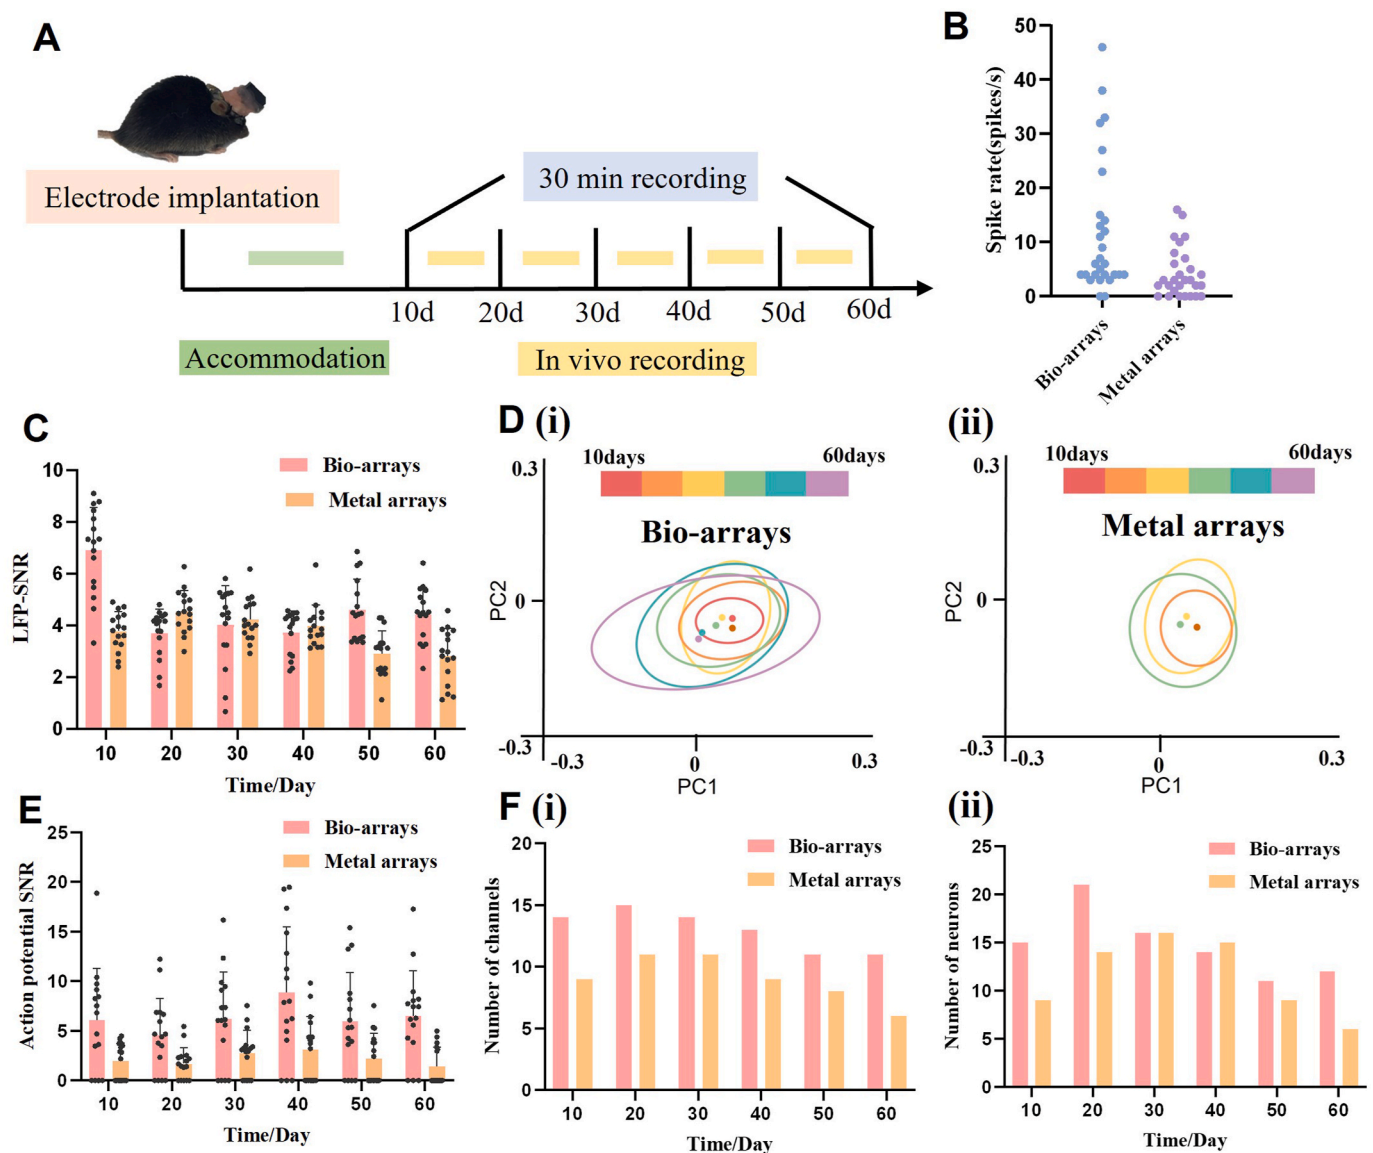 A
Electrode implantation
30 min recording
10d 20d 30d 40d 50d 60d
Accommodation
In vivo recording
B
Spike rate(spikes/s)
50
40
30
20
10
0
Bio-arrays
Metal arrays
C
Bio-arrays
Metal arrays
LFP-SNR
10
8
6
4
2
0
10 20 30 40 50 60
Time/Day
D (i)
10days 60days
Bio-arrays
0.3
PC2
0
-0.3
-0.3 0 0.3
PC1
(ii)
10days 60days
Metal arrays
0.3
PC2
0
-0.3
-0.3 0 0.3
PC1
E
Bio-arrays
Metal arrays
Action potential SNR
25
20
15
10
5
0
10 20 30 40 50 60
Time/Day
F (i)
Bio-arrays
Metal arrays
Number of channels
20
15
10
5
0
10 20 30 40 50 60
Time/Day
(ii)
Bio-arrays
Metal arrays
Number of neurons
25
20
15
10
5
0
10 20 30 40 50 60
Time/Day